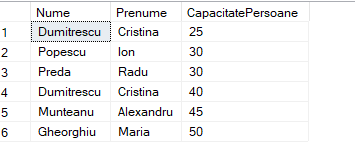 Nume Prenume CapacitatePersoane
1 Dumitrescu Cristina 25
2 Popescu Ion 30
3 Preda Radu 30
4 Dumitrescu Cristina 40
5 Munteanu Alexandru 45
6 Gheorghiu Maria 50